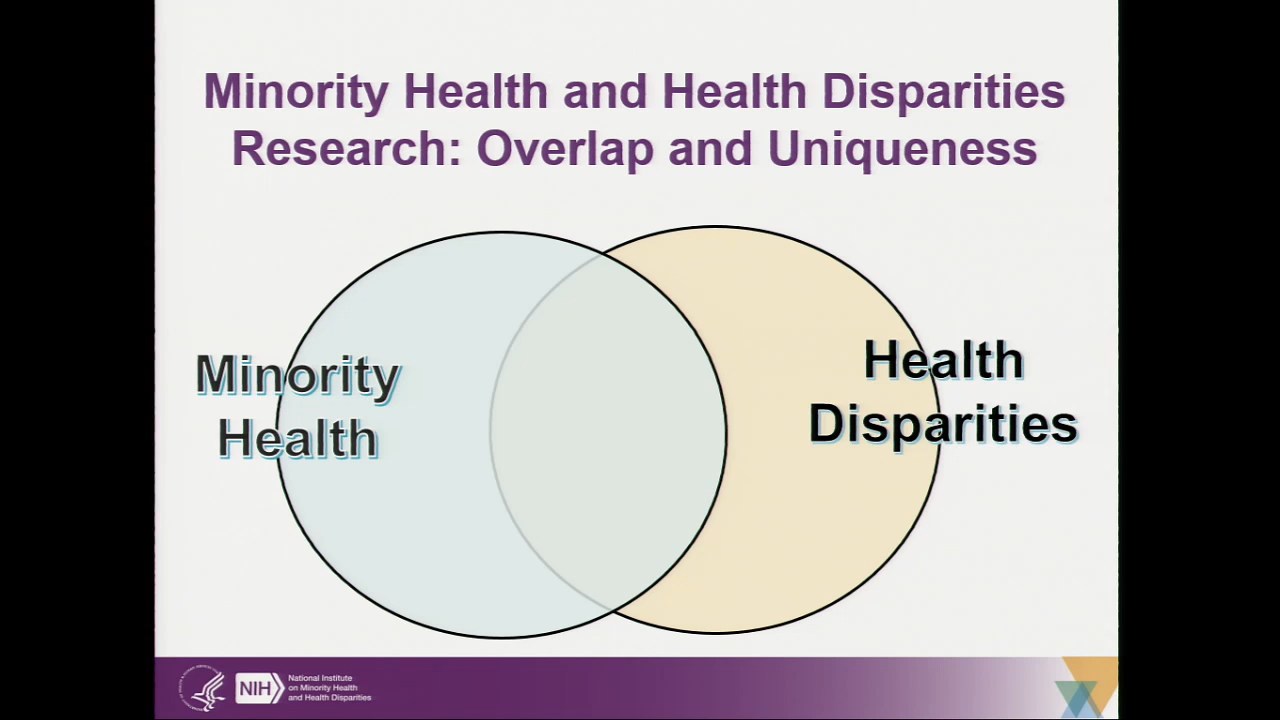 Minority Health and Health Disparities
Research: Overlap and Uniqueness
Minority
Health
Health
Disparities
NIH
National Institute
on Minority Health
and Health Disparities